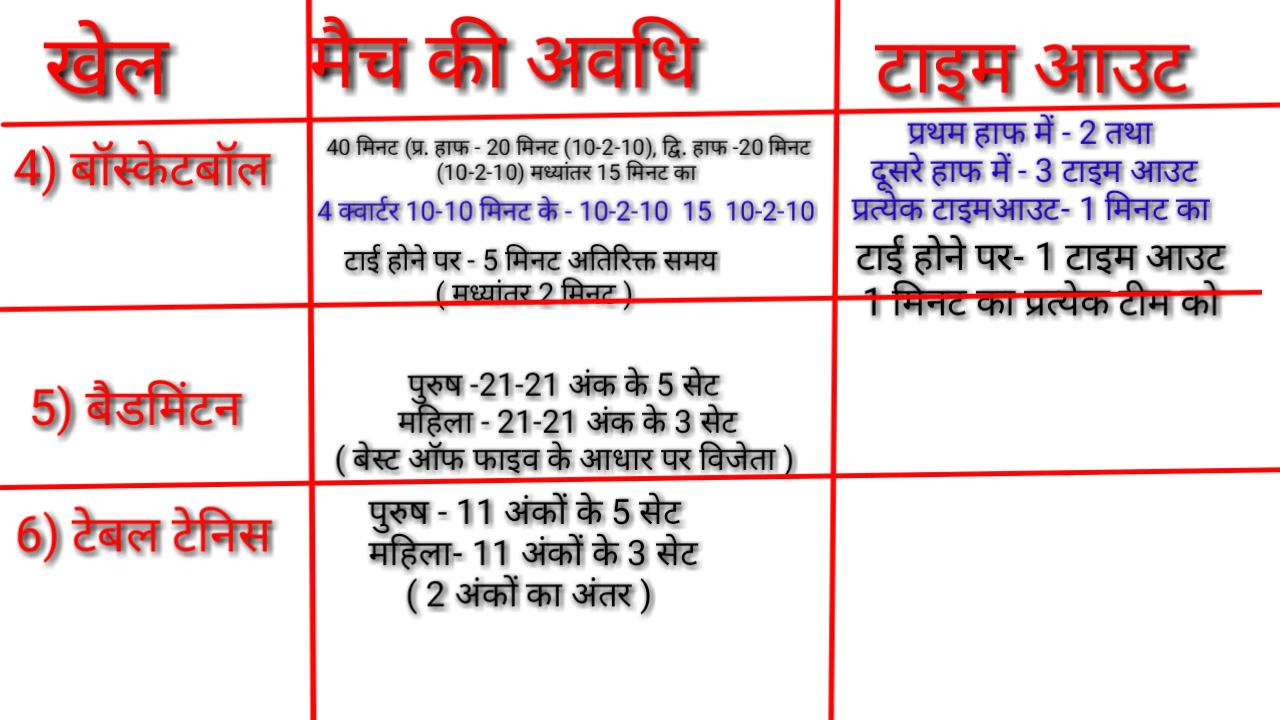 खेल
मैच की अवधि
टाइम आउट
4) बॉस्केटबॉल
40 मिनट (प्र. हाफ - 20 मिनट (10-2-10), द्वि. हाफ -20 मिनट
(10-2-10) मध्यांतर 15 मिनट का
4 क्वार्टर 10-10 मिनट के - 10-2-10 15 10-2-10
टाई होने पर - 5 मिनट अतिरिक्त समय
( मध्यांतर 2 मिनट )
प्रथम हाफ में - 2 तथा
दूसरे हाफ में - 3 टाइम आउट
प्रत्येक टाइमआउट- 1 मिनट का
टाई होने पर- 1 टाइम आउट
1 मिनट का प्रत्येक टीम को
5) बैडमिंटन
पुरुष -21-21 अंक के 5 सेट
महिला - 21-21 अंक के 3 सेट
( बेस्ट ऑफ फाइव के आधार पर विजेता )
6) टेबल टेनिस
पुरुष - 11 अंकों के 5 सेट
महिला- 11 अंकों के 3 सेट
( 2 अंकों का अंतर )